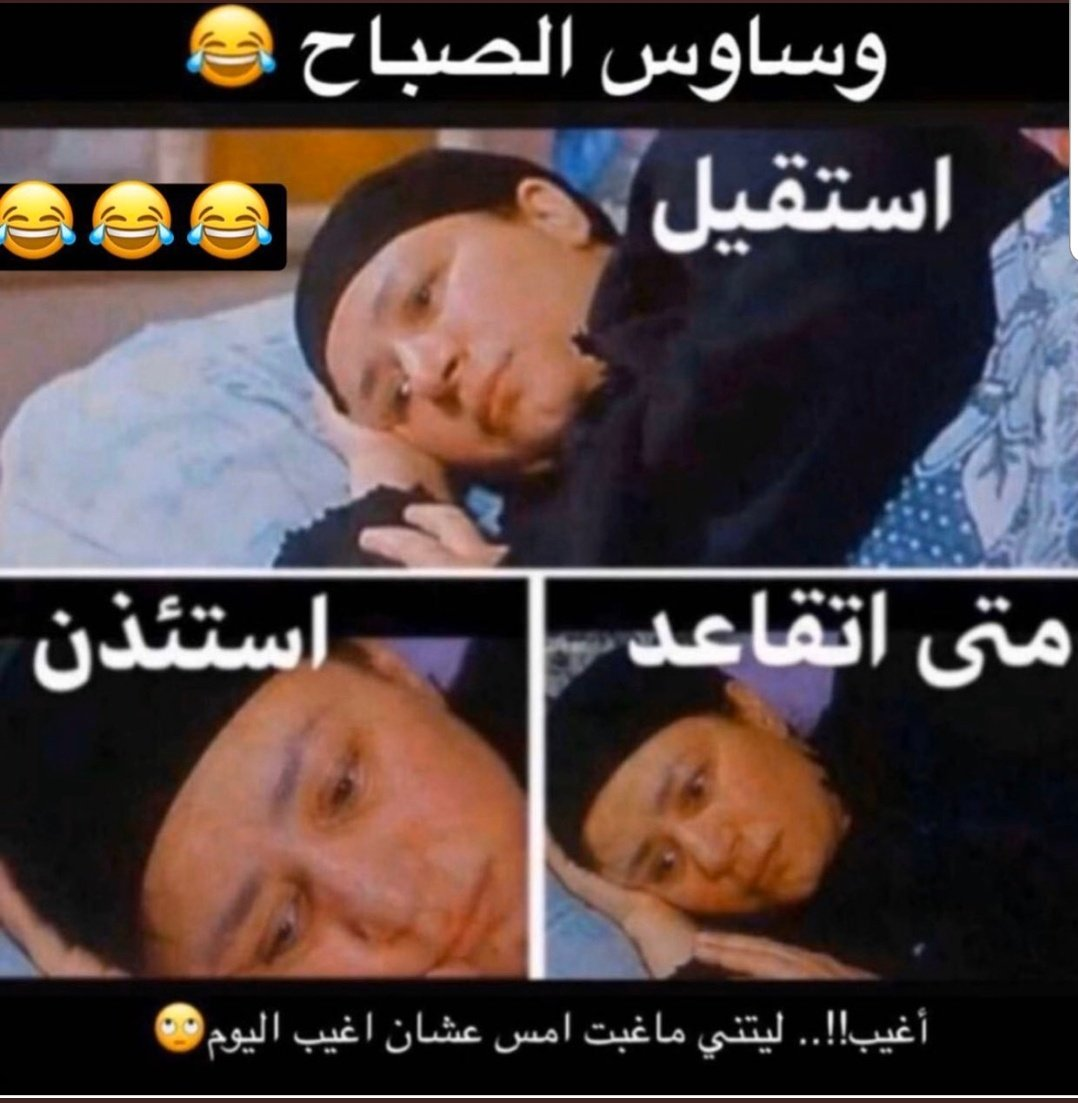 وساوس الصباح 😂
😂😂😂
استقيل
متى اتقاعد
استئذن
أغيب!!.. ليتني ماغبت امس عشان اغيب اليوم🙄